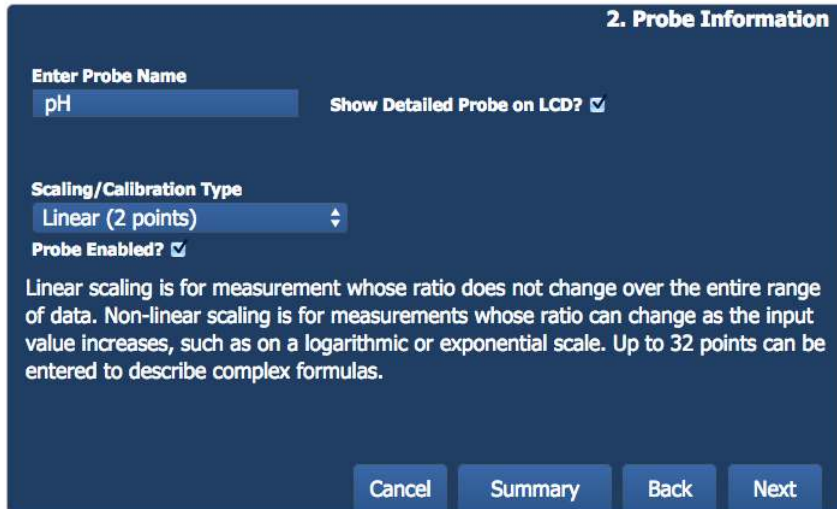 2. Probe Information
Enter Probe Name
pH
Show Detailed Probe on LCD?
Scaling/Calibration Type
Linear (2 points)
Probe Enabled?
Linear scaling is for measurement whose ratio does not change over the entire range
of data. Non-linear scaling is for measurements whose ratio can change as the input
value increases, such as on a logarithmic or exponential scale. Up to 32 points can be
entered to describe complex formulas.
Cancel Summary Back Next